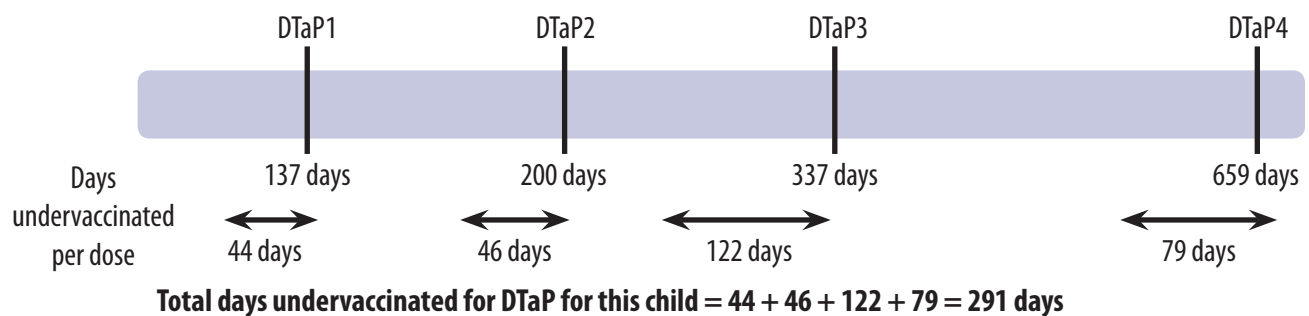 DTaP1 DTaP2 DTaP3 DTaP4
137 days 200 days 337 days 659 days
Days
undervaccinated
per dose
44 days 46 days 122 days 79 days
Total days undervaccinated for DTaP for this child = 44 + 46 + 122 + 79 = 291 days